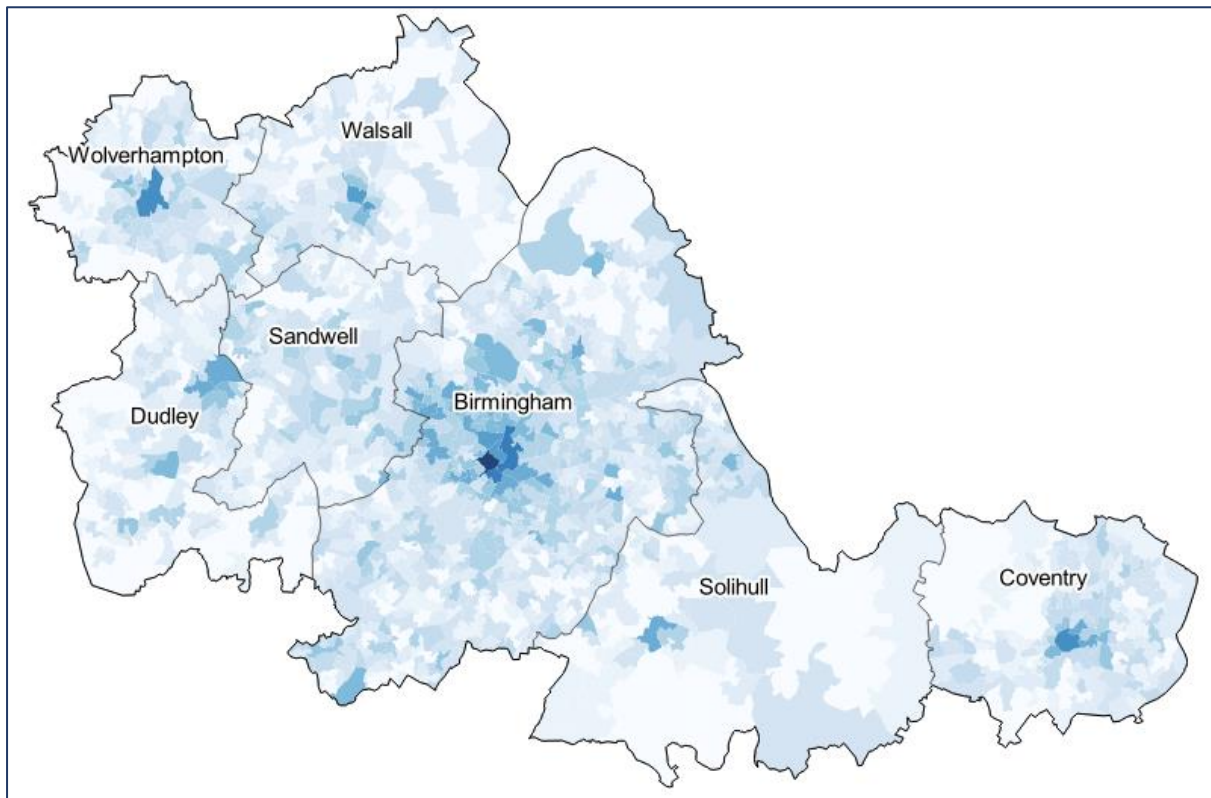 Walsall
Wolverhampton
Sandwell
Birmingham
Dudley
Coventry
Solihull